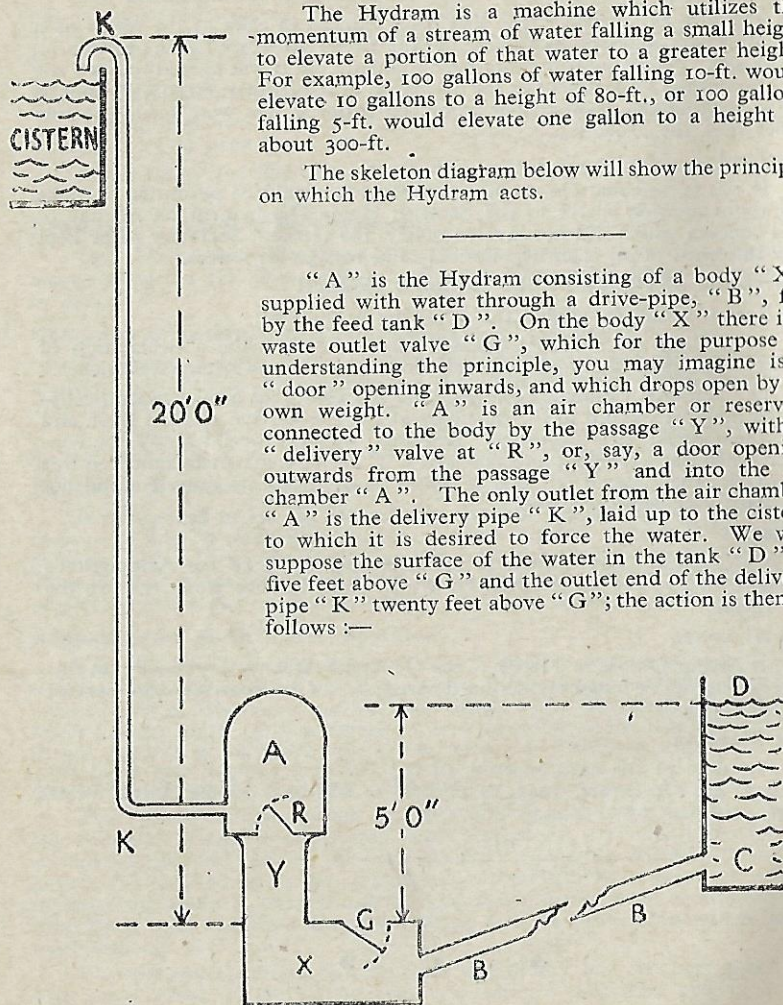 K
The Hydram is a machine which utilizes t
momentum of a stream of water falling a small heig
to elevate a portion of that water to a greater heigh
For example, 100 gallons of water falling 10-ft. wou
elevate 10 gallons to a height of 80-ft., or 100 gallo
falling 5-ft. would elevate one gallon to a height
about 300-ft.
CISTERN
The skeleton diagram below will show the princip
on which the Hydram acts.
“A” is the Hydram consisting of a body “X
supplied with water through a drive-pipe, “B”, f
by the feed tank “D”. On the body “X” there i
waste outlet valve “G”, which for the purpose
understanding the principle, you may imagine is
“door” opening inwards, and which drops open by
own weight. “A” is an air chamber or reserv
connected to the body by the passage “Y”, with
“delivery” valve at “R”, or, say, a door openi
outwards from the passage “Y” and into the
chamber “A”. The only outlet from the air chamb
“A” is the delivery pipe “K”, laid up to the ciste
to which it is desired to force the water. We w
suppose the surface of the water in the tank “D”
five feet above “G” and the outlet end of the deliv
pipe “K” twenty feet above “G”; the action is then
follows :—
20'0"
D
A
R
5'0"
K
Y
C
G
B
X
B